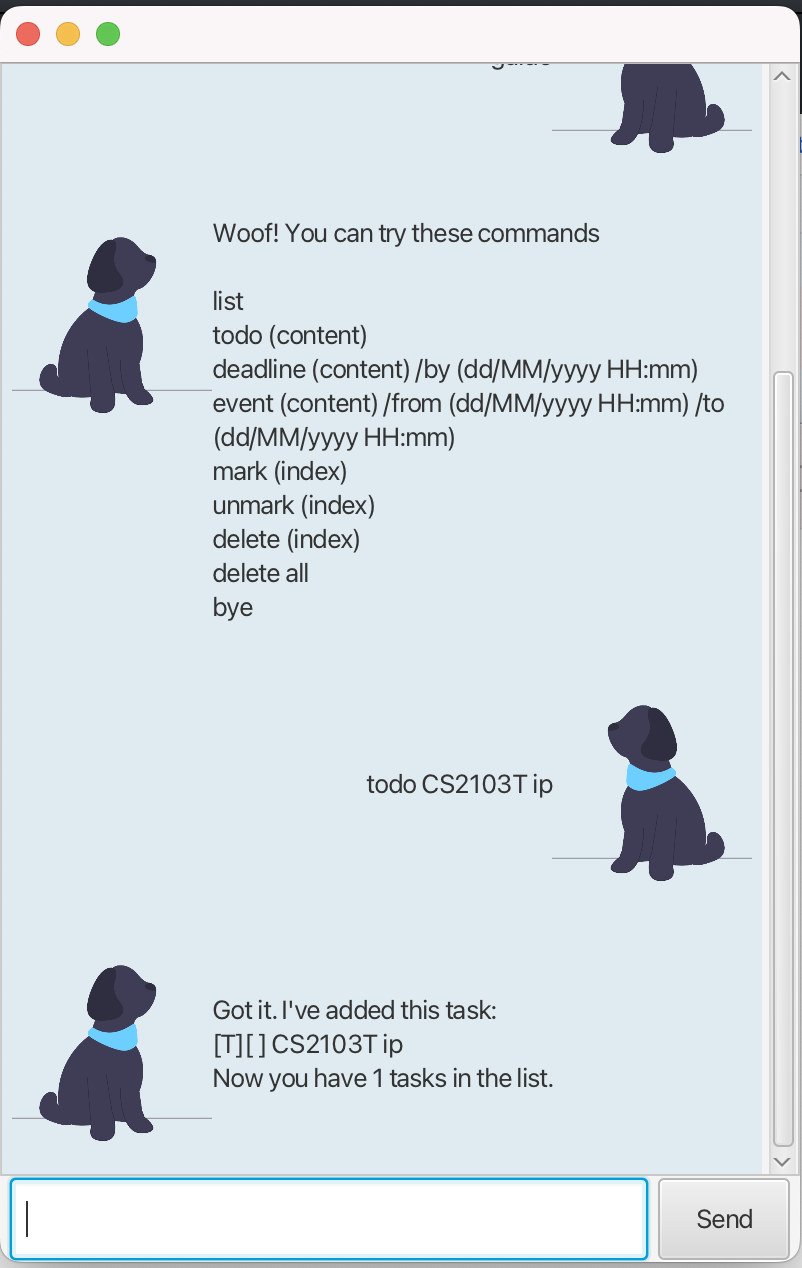 Woof! You can try these commands
list
todo (content)
deadline (content) /by (dd/MM/yyyy HH:mm)
event (content) /from (dd/MM/yyyy HH:mm) /to
(dd/MM/yyyy HH:mm)
mark (index)
unmark (index)
delete (index)
delete all
bye
todo CS2103T ip
Got it. I've added this task:
[T][ ] CS2103T ip
Now you have 1 tasks in the list.
Send